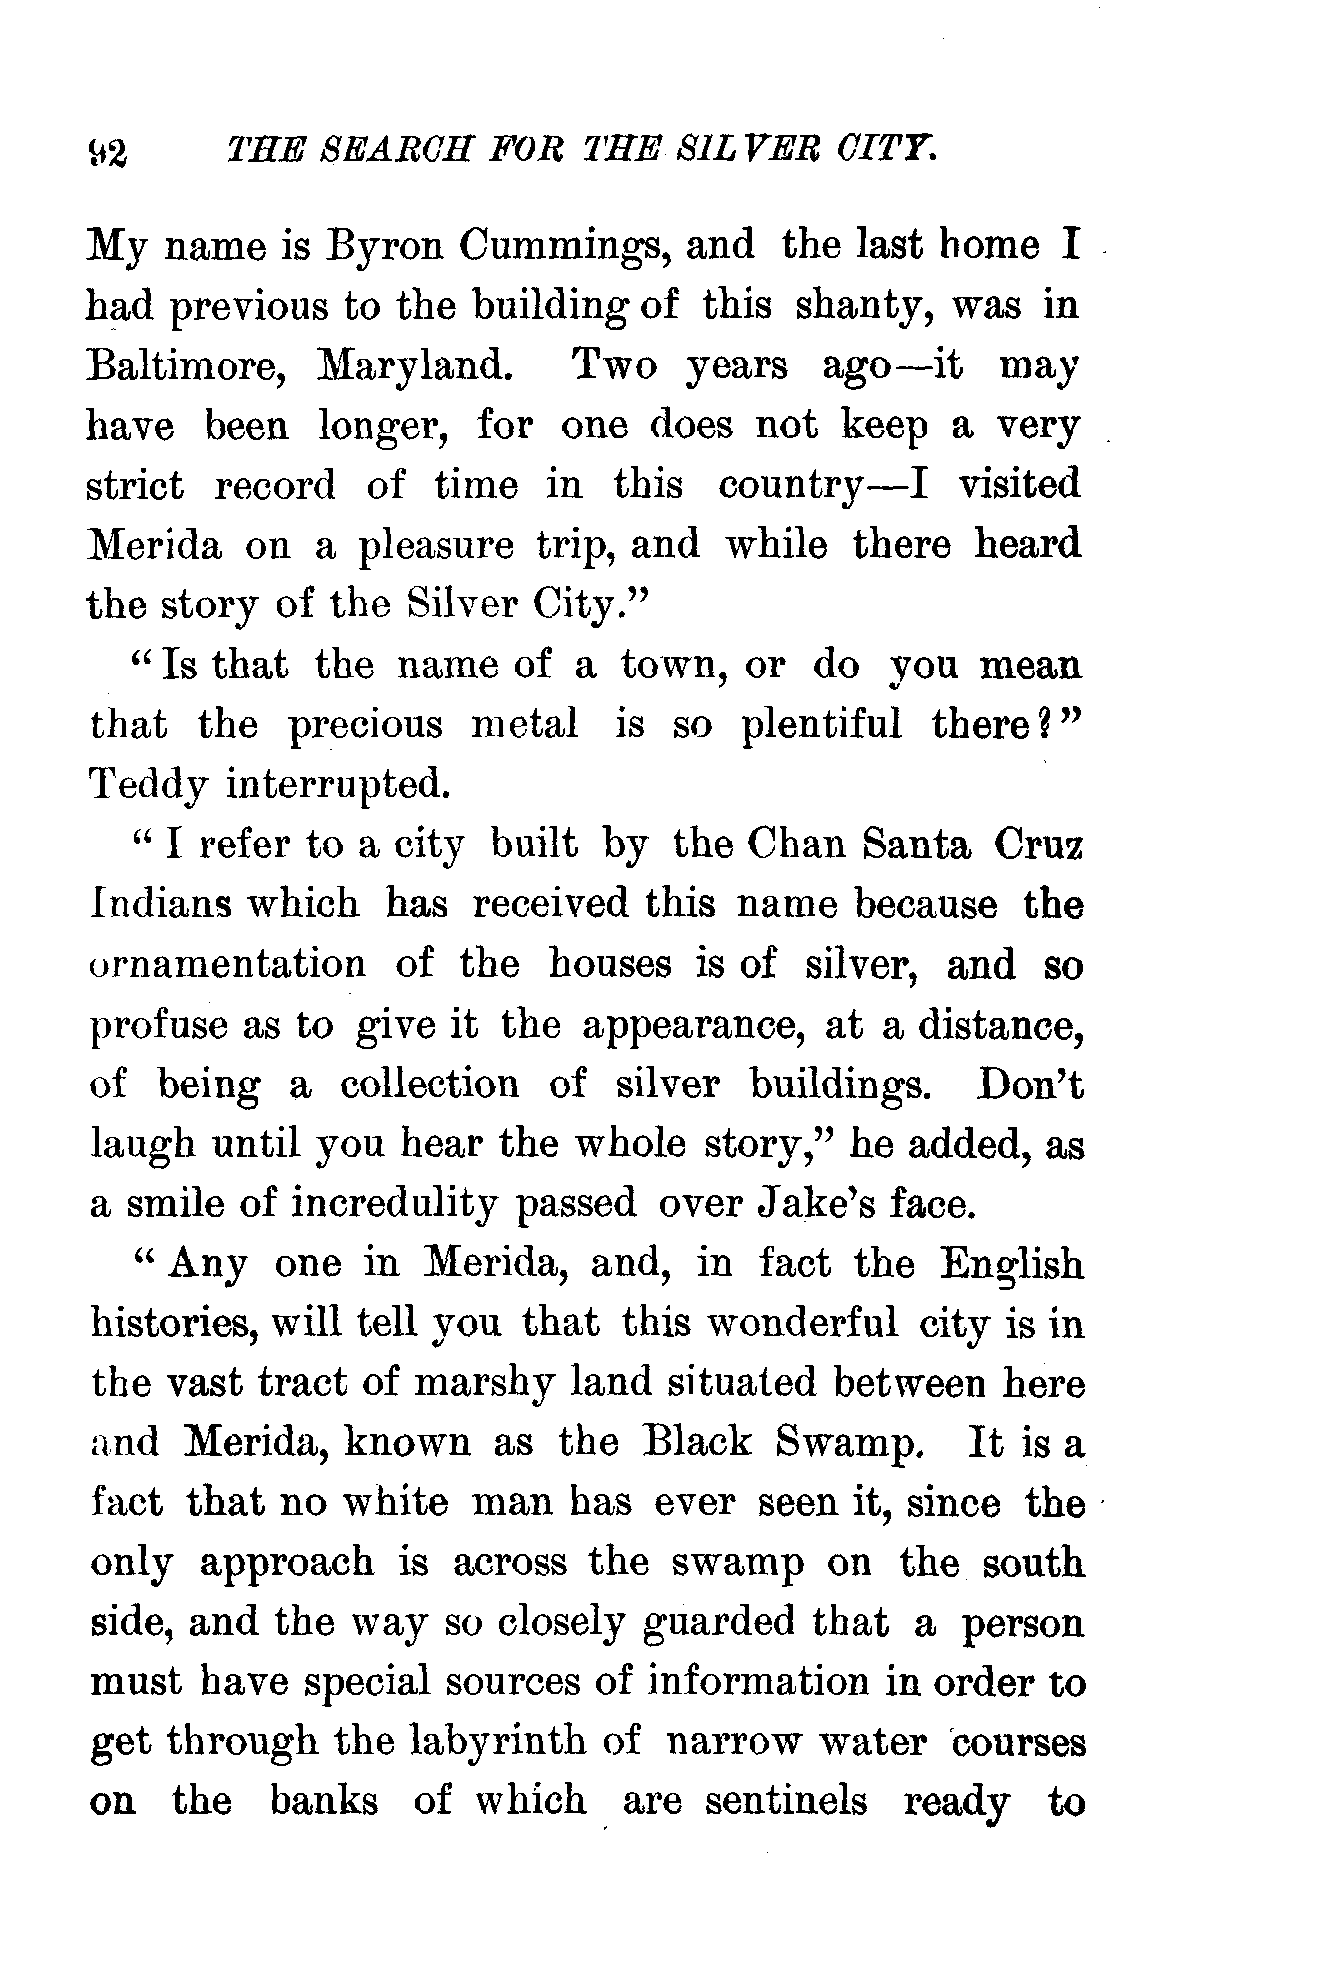 92 THE SEARCH FOR THE SILVER CITY.
My name is Byron Cummings, and the last home I
had previous to the building of this shanty, was in
Baltimore, Maryland. Two years ago—it may
have been longer, for one does not keep a very
strict record of time in this country—I visited
Merida on a pleasure trip, and while there heard
the story of the Silver City.”
“Is that the name of a town, or do you mean
that the precious metal is so plentiful there?”
Teddy interrupted.
“I refer to a city built by the Chan Santa Cruz
Indians which has received this name because the
ornamentation of the houses is of silver, and so
profuse as to give it the appearance, at a distance,
of being a collection of silver buildings. Don’t
laugh until you hear the whole story,” he added, as
a smile of incredulity passed over Jake’s face.
“Any one in Merida, and, in fact the English
histories, will tell you that this wonderful city is in
the vast tract of marshy land situated between here
and Merida, known as the Black Swamp. It is a
fact that no white man has ever seen it, since the
only approach is across the swamp on the south
side, and the way so closely guarded that a person
must have special sources of information in order to
get through the labyrinth of narrow water courses
on the banks of which are sentinels ready to